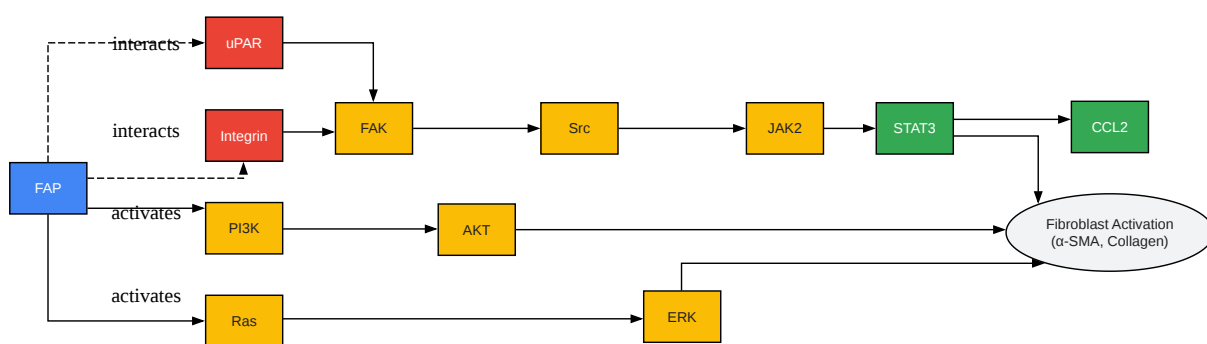 interacts
uPAR
interacts
Integrin
FAK
Src
JAK2
STAT3
CCL2
FAP
activates
PI3K
AKT
Fibroblast Activation
(α-SMA, Collagen)
activates
Ras
ERK